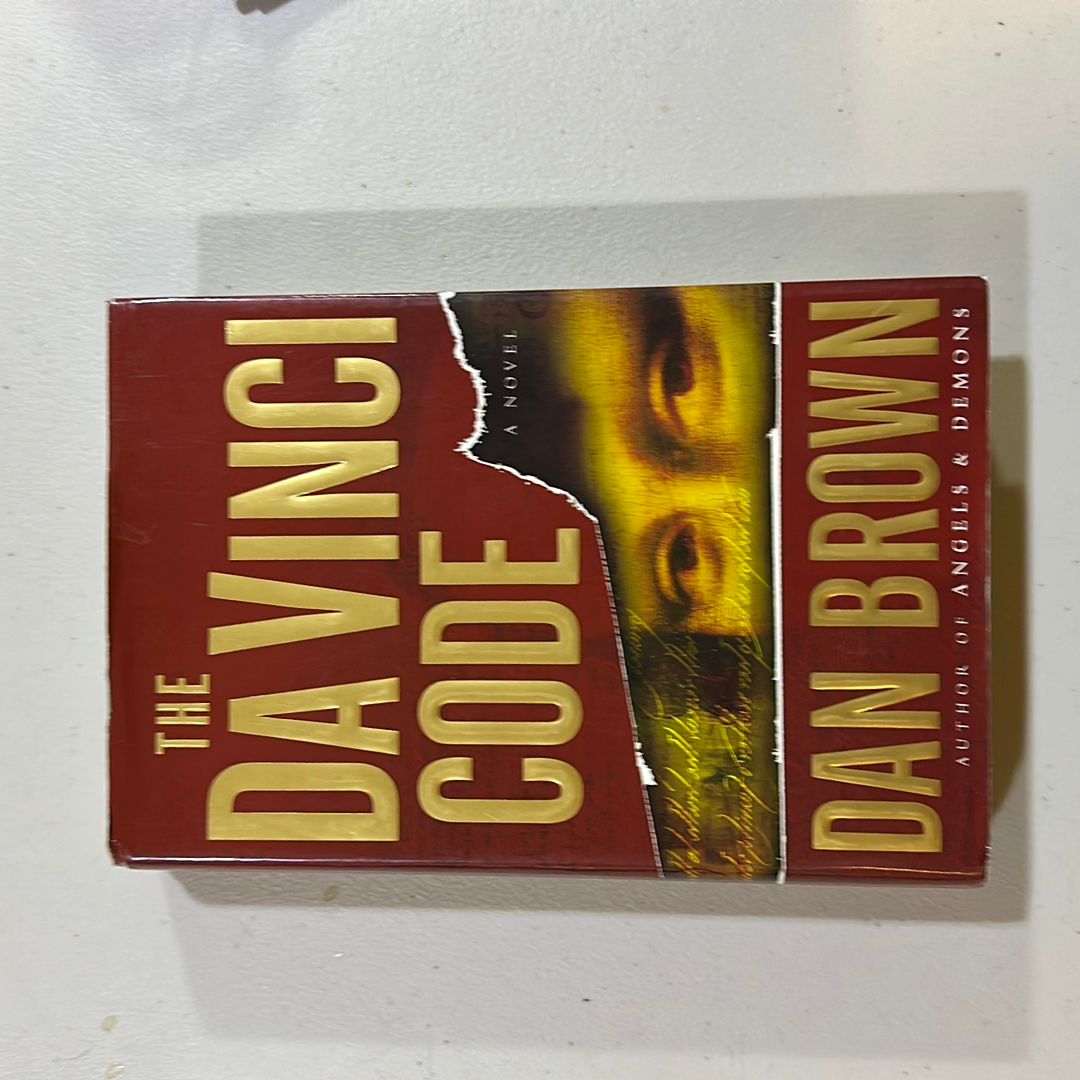 THE
DA VINCI
CODE
A NOVEL
DAN BROWN
AUTHOR OF ANGELS & DEMONS